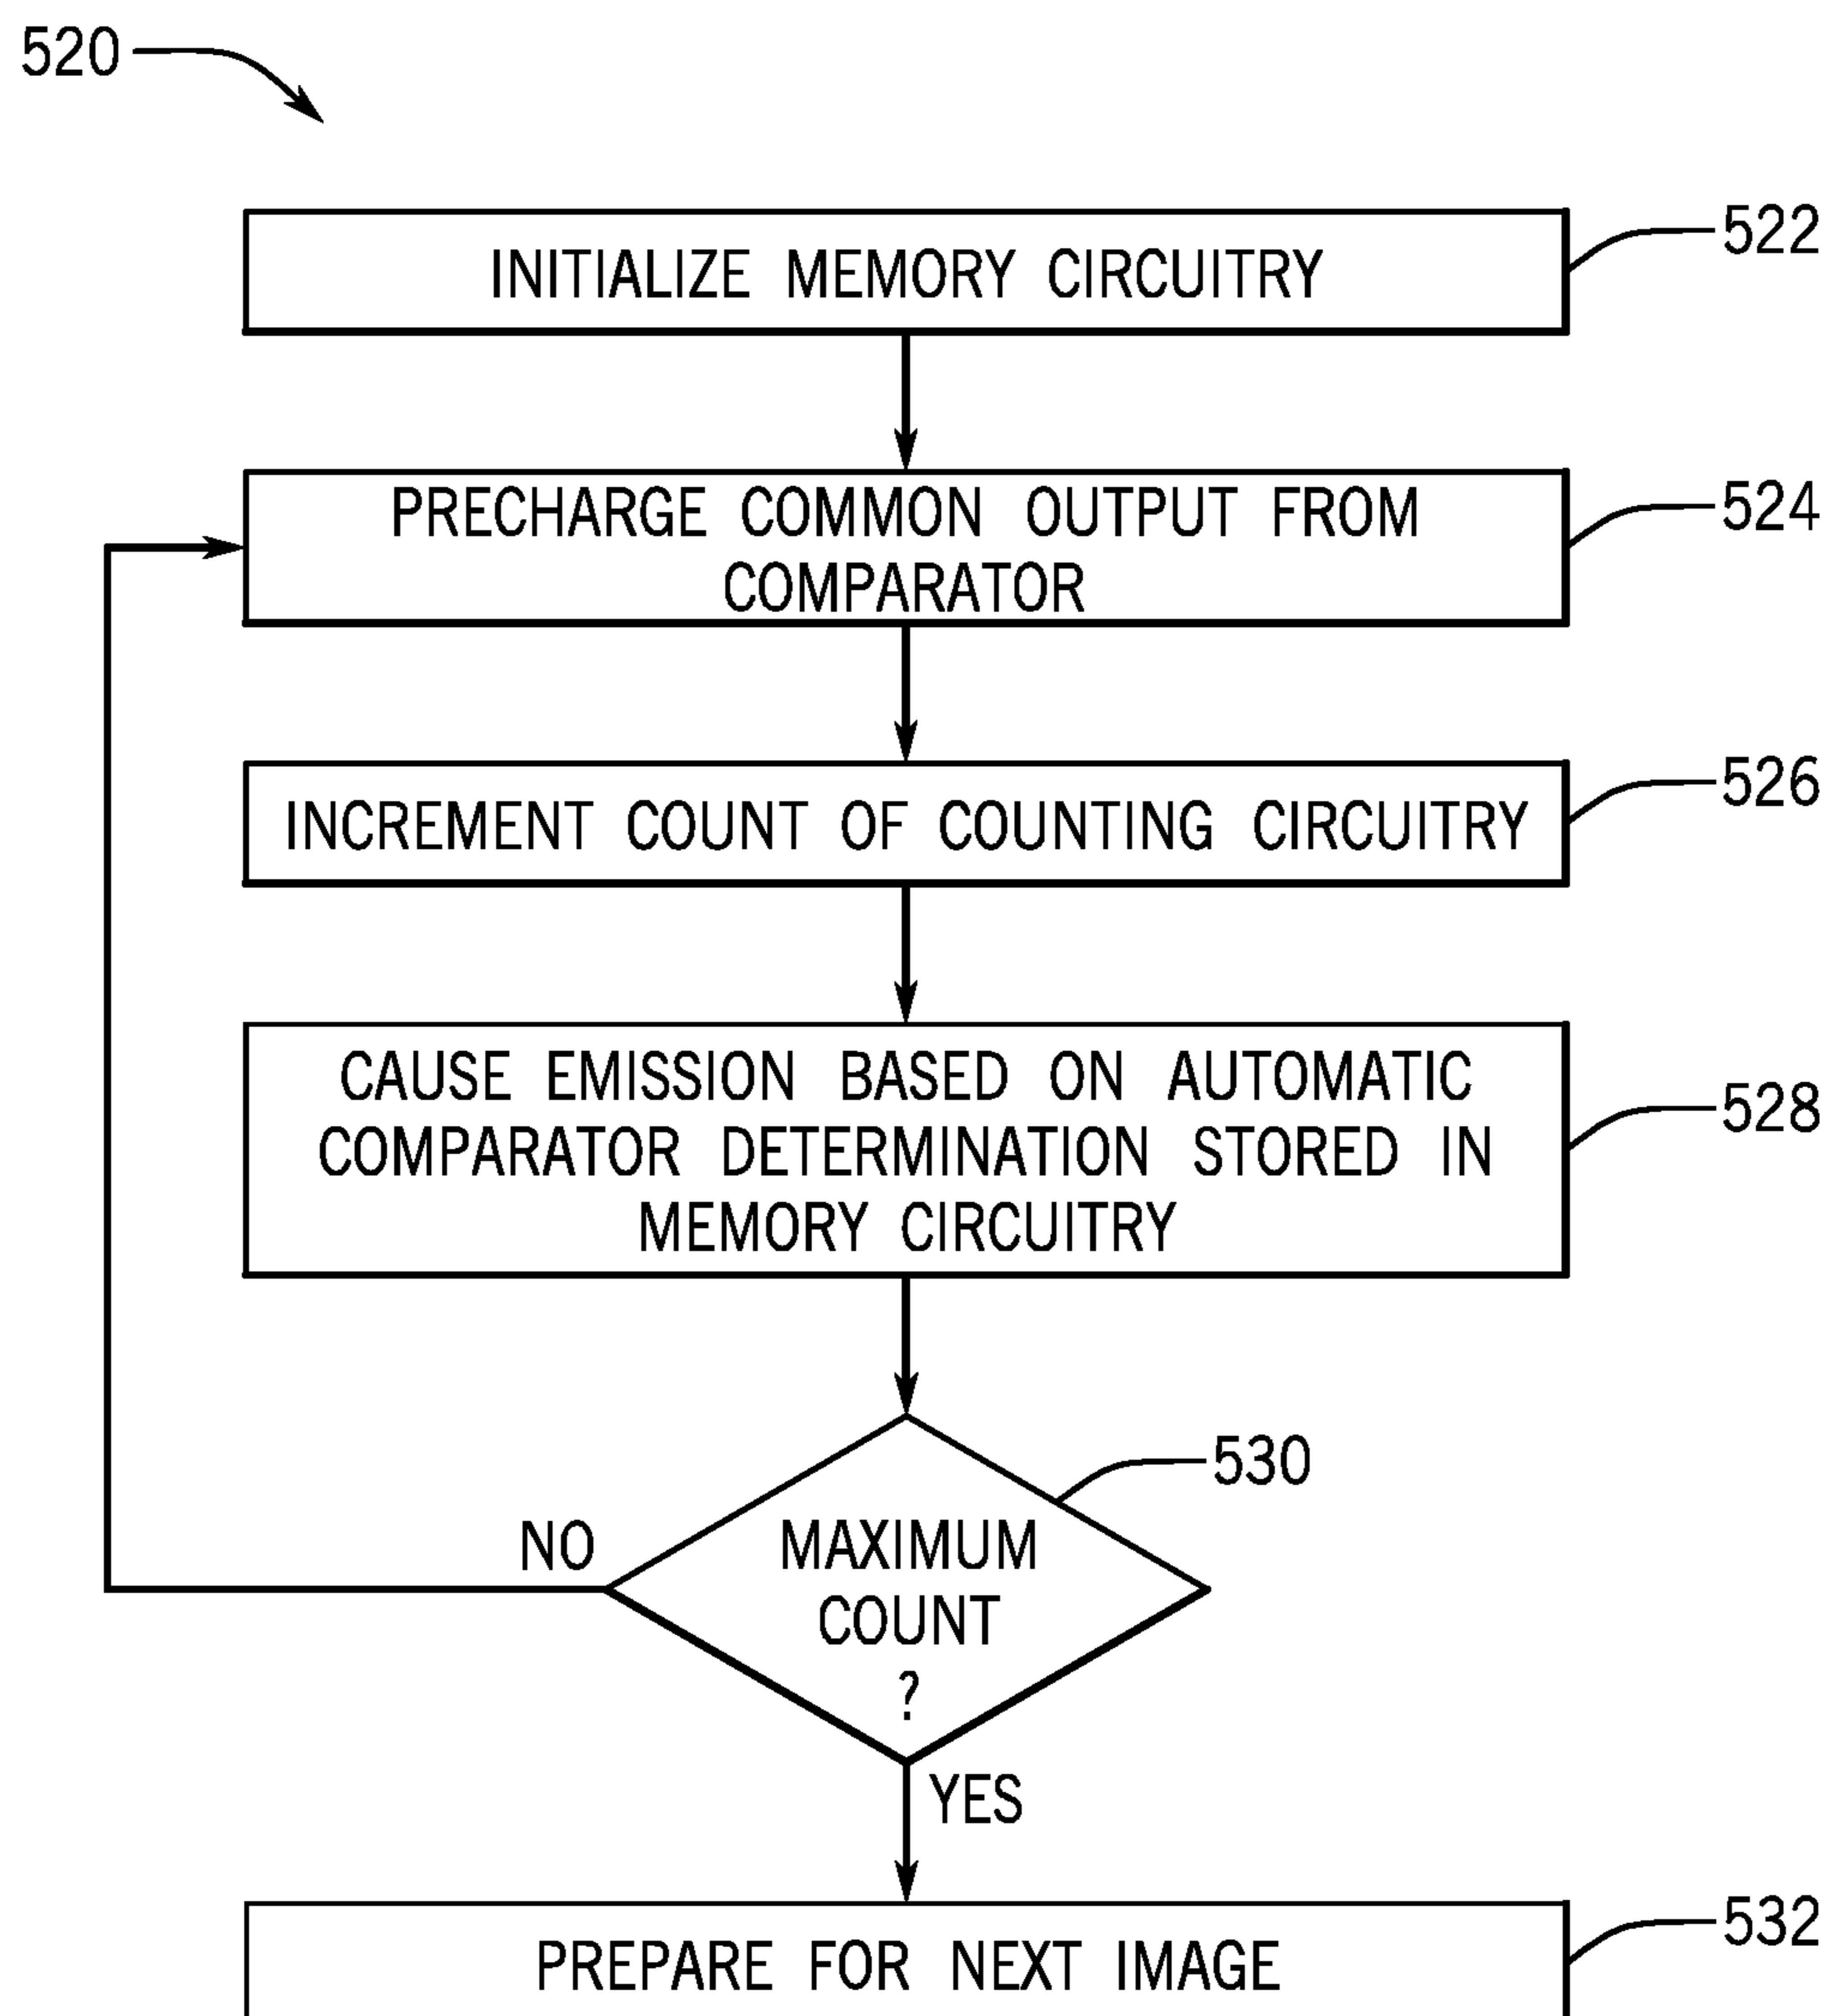 520
INITIALIZE MEMORY CIRCUITRY
522
PRECHARGE COMMON OUTPUT FROM
COMPARATOR
524
INCREMENT COUNT OF COUNTING CIRCUITRY
526
CAUSE EMISSION BASED ON AUTOMATIC
COMPARATOR DETERMINATION STORED IN
MEMORY CIRCUITRY
528
530
NO
MAXIMUM
COUNT
?
YES
PREPARE FOR NEXT IMAGE
532